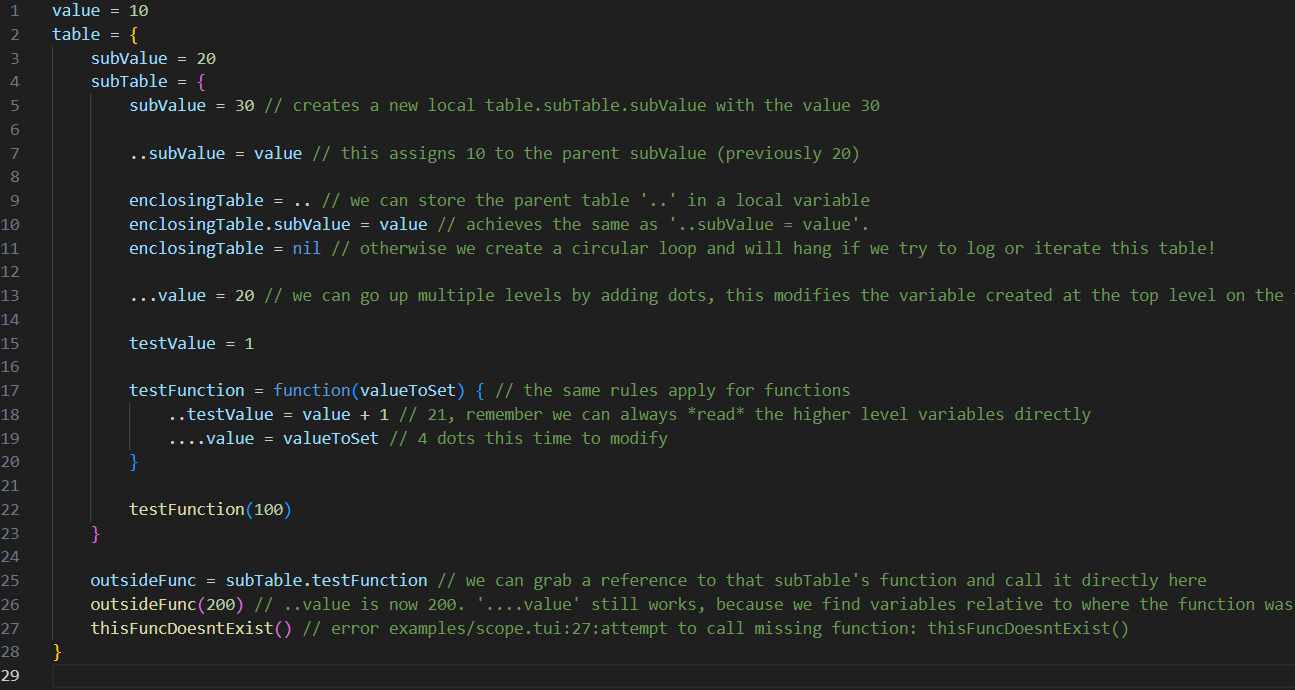 1 value = 10
2 table = {
3 subValue = 20
4 subTable = {
5 subValue = 30 // creates a new local table.subTable.subValue with the value 30
6
7 ..subValue = value // this assigns 10 to the parent subValue (previously 20)
8
9 enclosingTable = .. // we can store the parent table '..' in a local variable
10 enclosingTable.subValue = value // achieves the same as '..subValue = value'.
11 enclosingTable = nil // otherwise we create a circular loop and will hang if we try to log or iterate this table!
12
13 ...value = 20 // we can go up multiple levels by adding dots, this modifies the variable created at the top level on the
14
15 testValue = 1
16
17 testFunction = function(valueToSet) { // the same rules apply for functions
18 ..testValue = value + 1 // 21, remember we can always *read* the higher level variables directly
19 ....value = valueToSet // 4 dots this time to modify
20 }
21
22 testFunction(100)
23 }
24
25 outsideFunc = subTable.testFunction // we can grab a reference to that subTable's function and call it directly here
26 outsideFunc(200) // ..value is now 200. '....value' still works, because we find variables relative to where the function was
27 thisFuncDoesntExist() // error examples/scope.tui:27:attempt to call missing function: thisFuncDoesntExist()
28 }
29